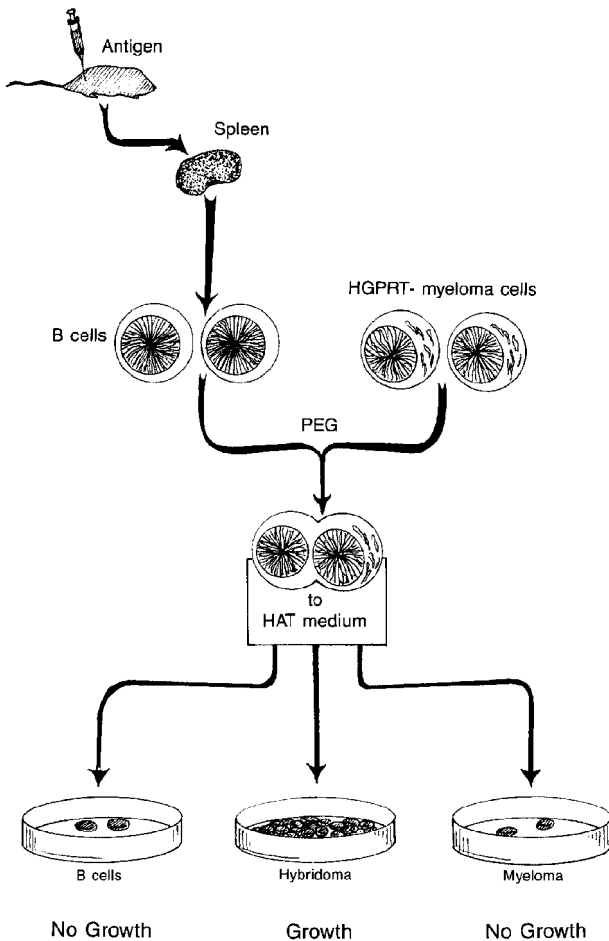 Antigen
Spleen
HGPRT- myeloma cells
B cells
PEG
to
HAT medium
B cells
Hybridoma
Myeloma
No Growth
Growth
No Growth